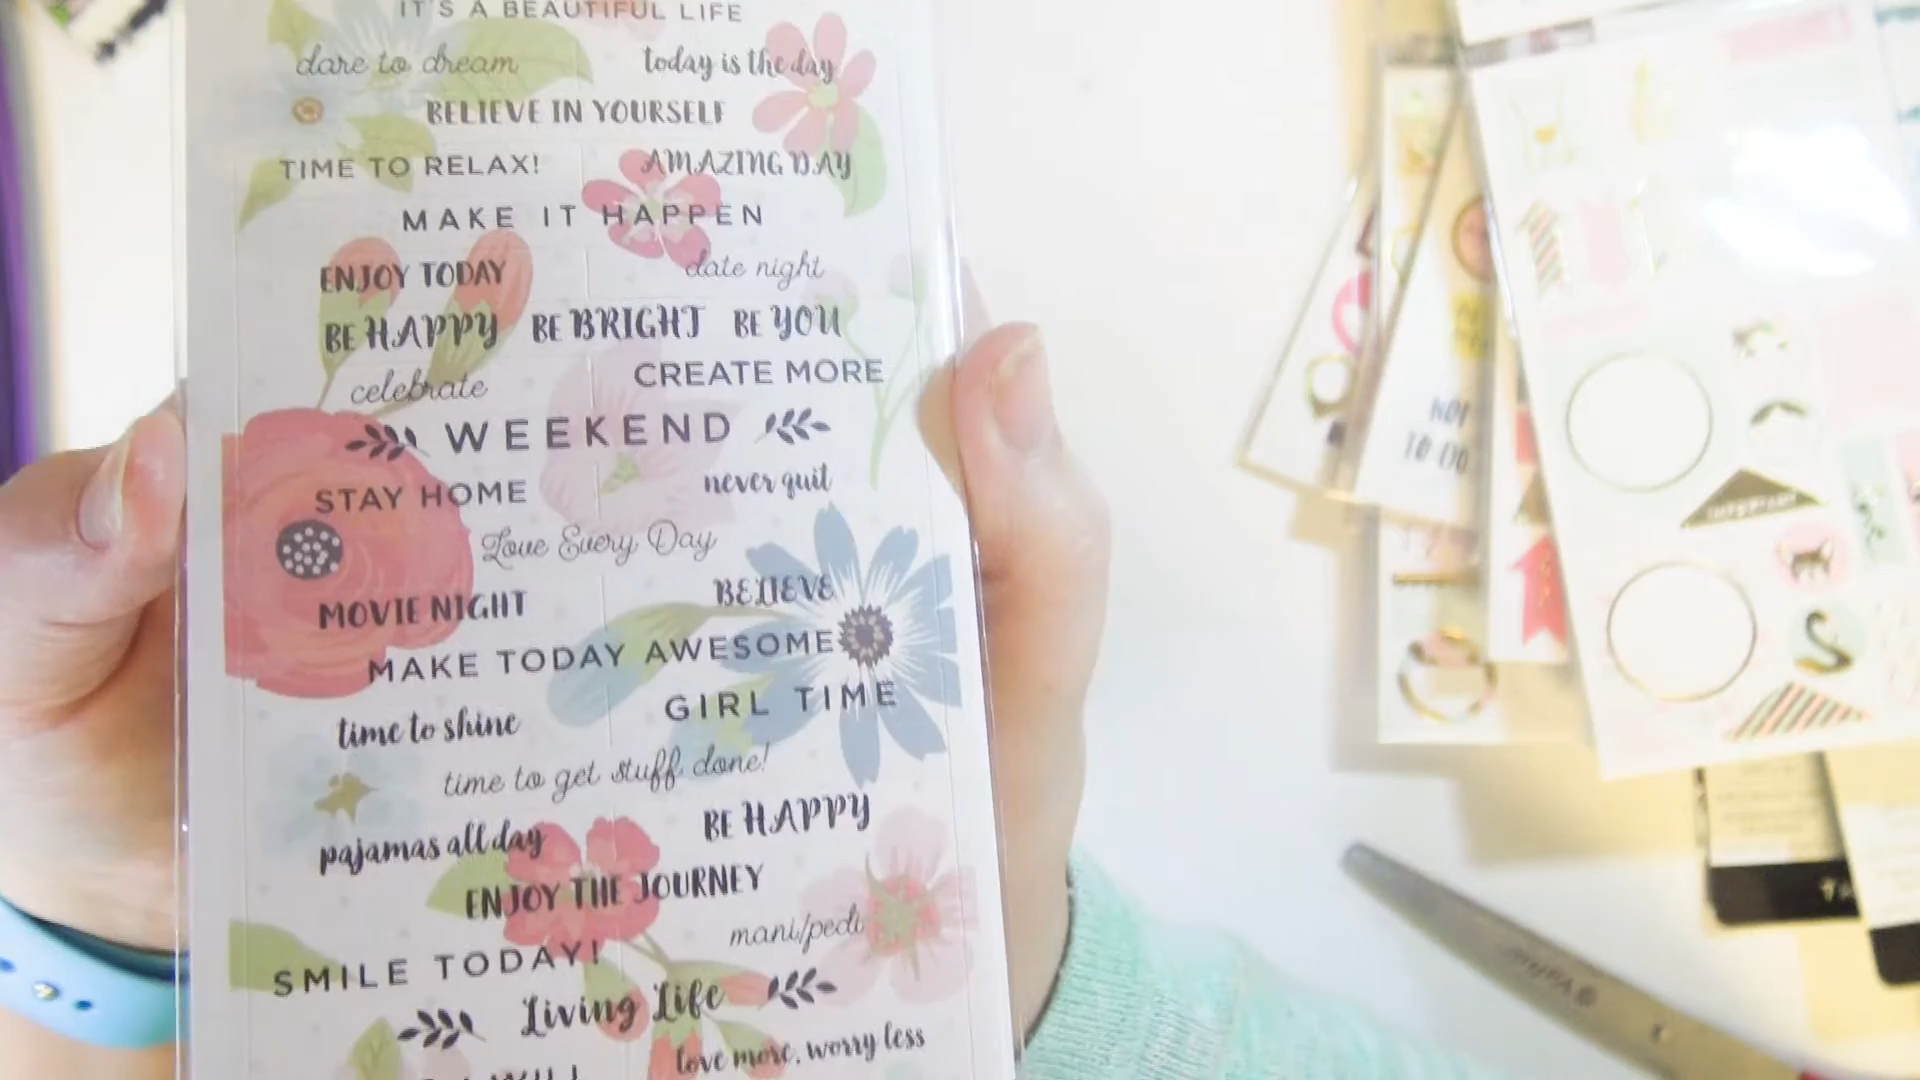 IT'S A BEAUTIFUL LIFE
dare to dream
today is the day
BELIEVE IN YOURSELF
TIME TO RELAX!
AMAZING DAY
MAKE IT HAPPEN
ENJOY TODAY
date night
BE HAPPY BE BRIGHT BE YOU
celebrate
CREATE MORE
WEEKEND
STAY HOME
never quit
Love Every Day
MOVIE NIGHT
BELIEVE
MAKE TODAY AWESOME
GIRL TIME
time to shine
time to get stuff done!
BE HAPPY
pajamas all day
ENJOY THE JOURNEY
mani/pedi
SMILE TODAY!
Living Life
love more, worry less
TO DO